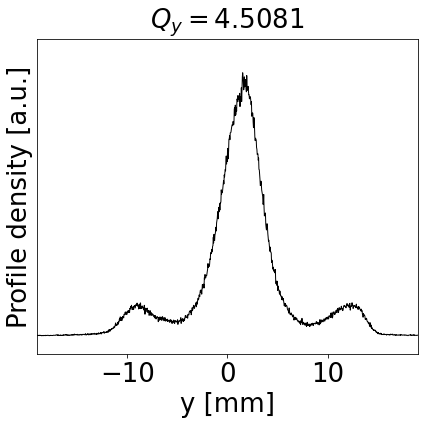 Q_y = 4.5081
Profile density [a.u.]
−10 0 10
y [mm]